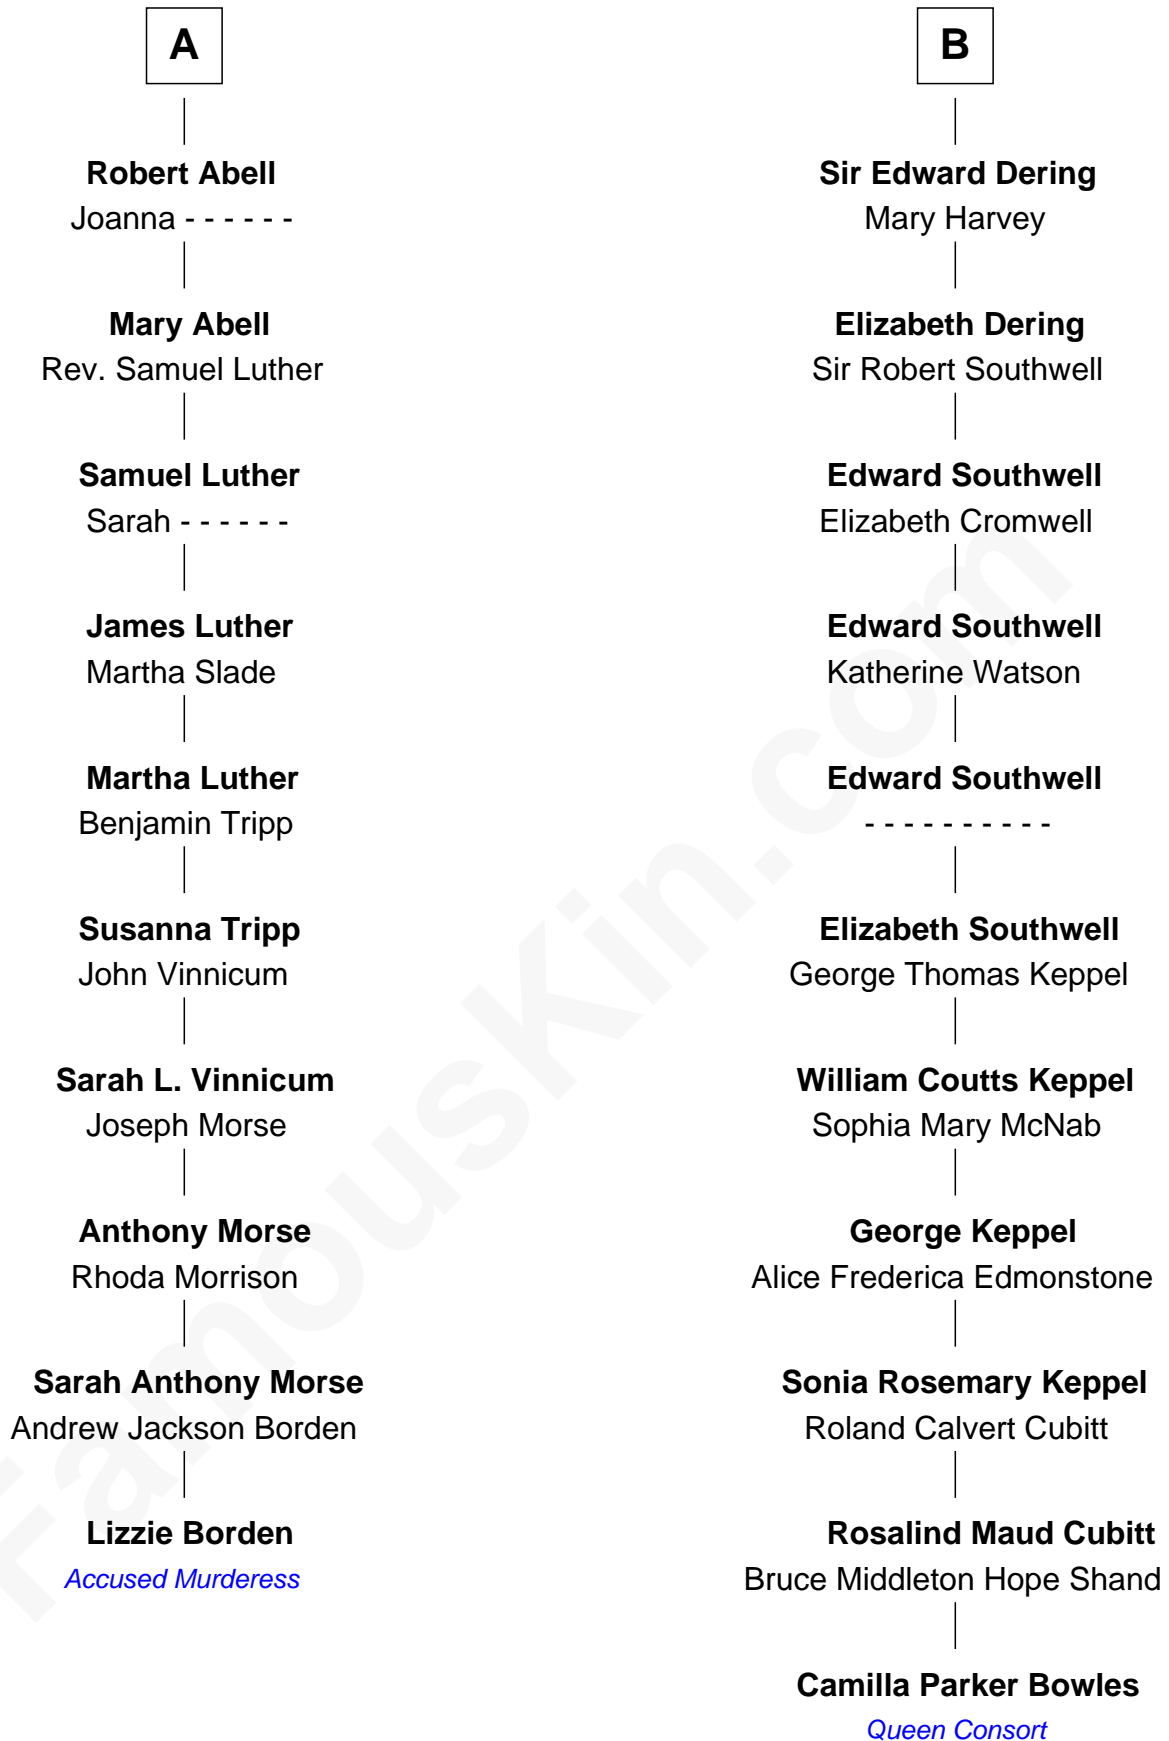 A
Robert Abell
Joanna - - - - - -
Mary Abell
Rev. Samuel Luther
Samuel Luther
Sarah - - - - - -
James Luther
Martha Slade
Martha Luther
Benjamin Tripp
Susanna Tripp
John Vinnicum
Sarah L. Vinnicum
Joseph Morse
Anthony Morse
Rhoda Morrison
Sarah Anthony Morse
Andrew Jackson Borden
Lizzie Borden
Accused Murderess
B
Sir Edward Dering
Mary Harvey
Elizabeth Dering
Sir Robert Southwell
Edward Southwell
Elizabeth Cromwell
Edward Southwell
Katherine Watson
Edward Southwell
- - - - - - - - - -
Elizabeth Southwell
George Thomas Keppel
William Coutts Keppel
Sophia Mary McNab
George Keppel
Alice Frederica Edmonstone
Sonia Rosemary Keppel
Roland Calvert Cubitt
Rosalind Maud Cubitt
Bruce Middleton Hope Shand
Camilla Parker Bowles
Queen Consort
FamousKin.com